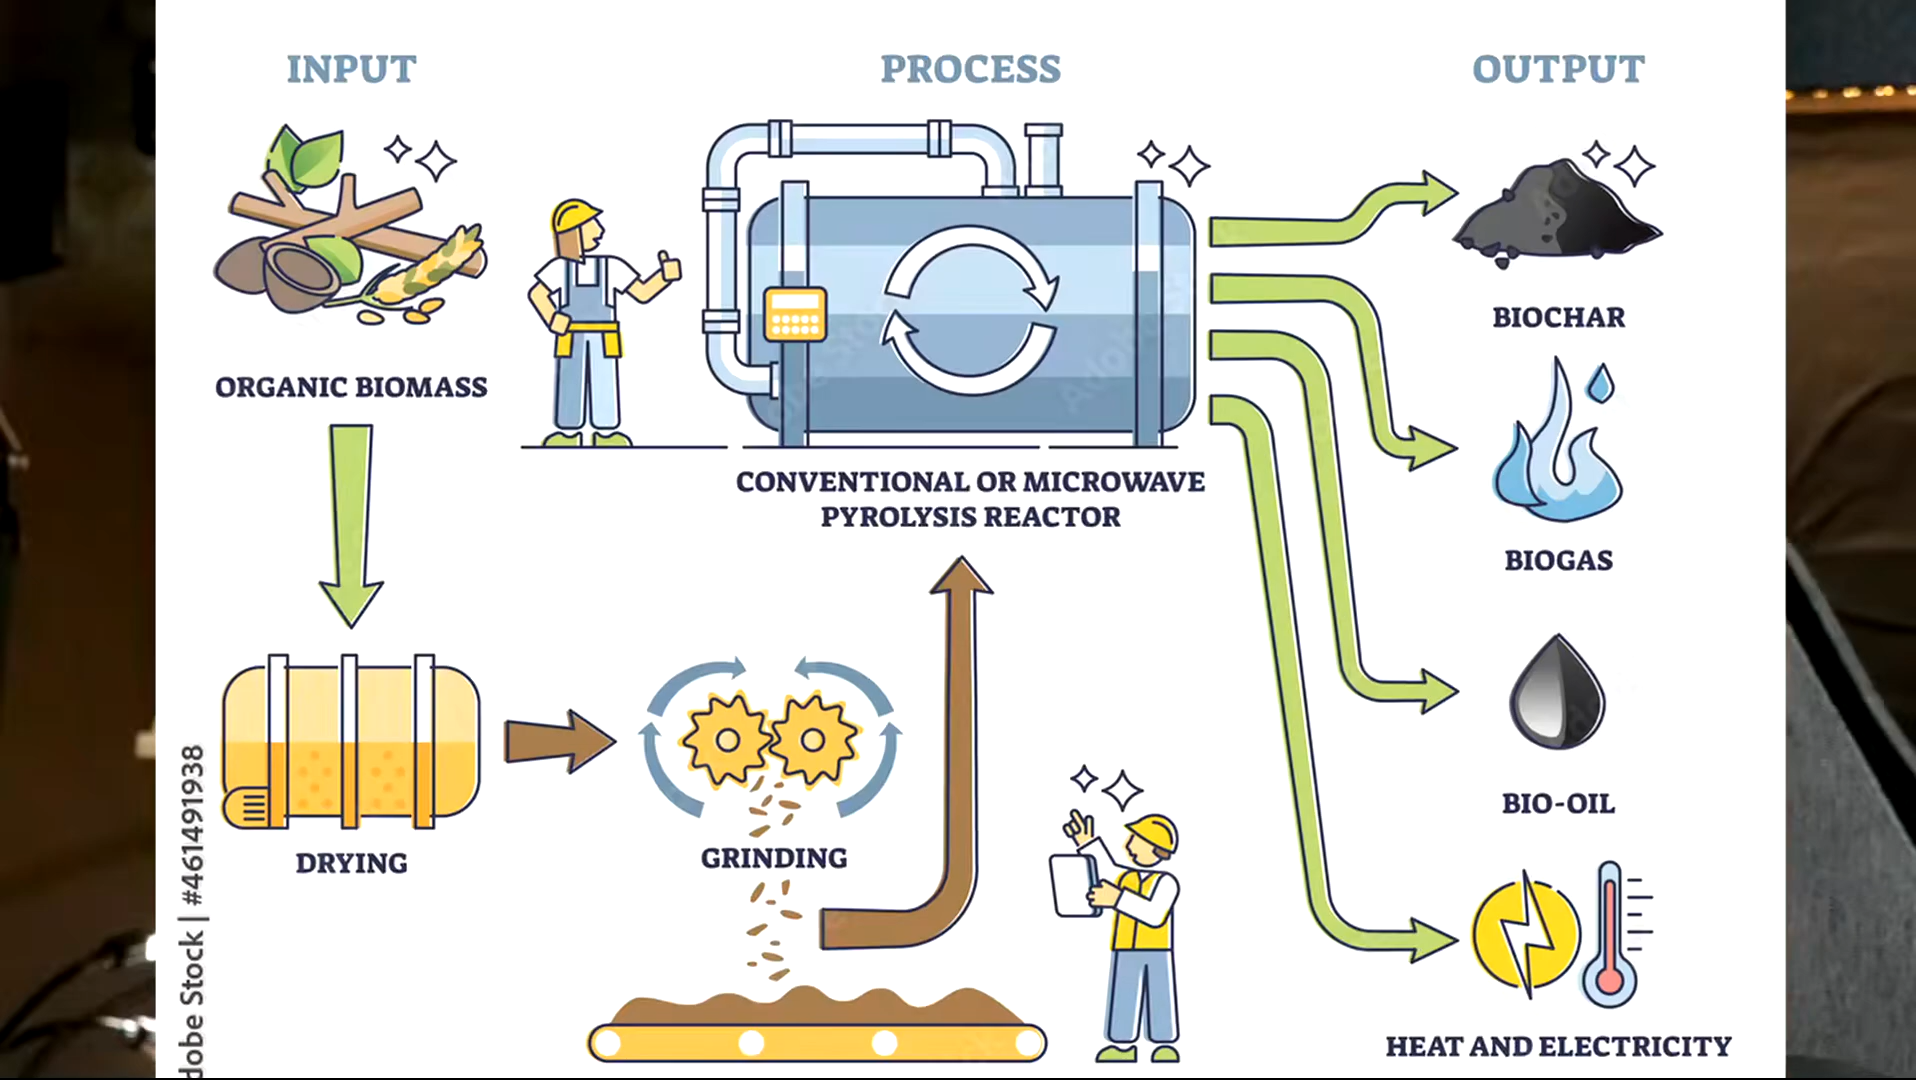 INPUT
PROCESS
OUTPUT
ORGANIC BIOMASS
CONVENTIONAL OR MICROWAVE
PYROLYSIS REACTOR
BIOCHAR
BIOGAS
BIO-OIL
DRYING
GRINDING
HEAT AND ELECTRICITY
dobe Stock | #461491938